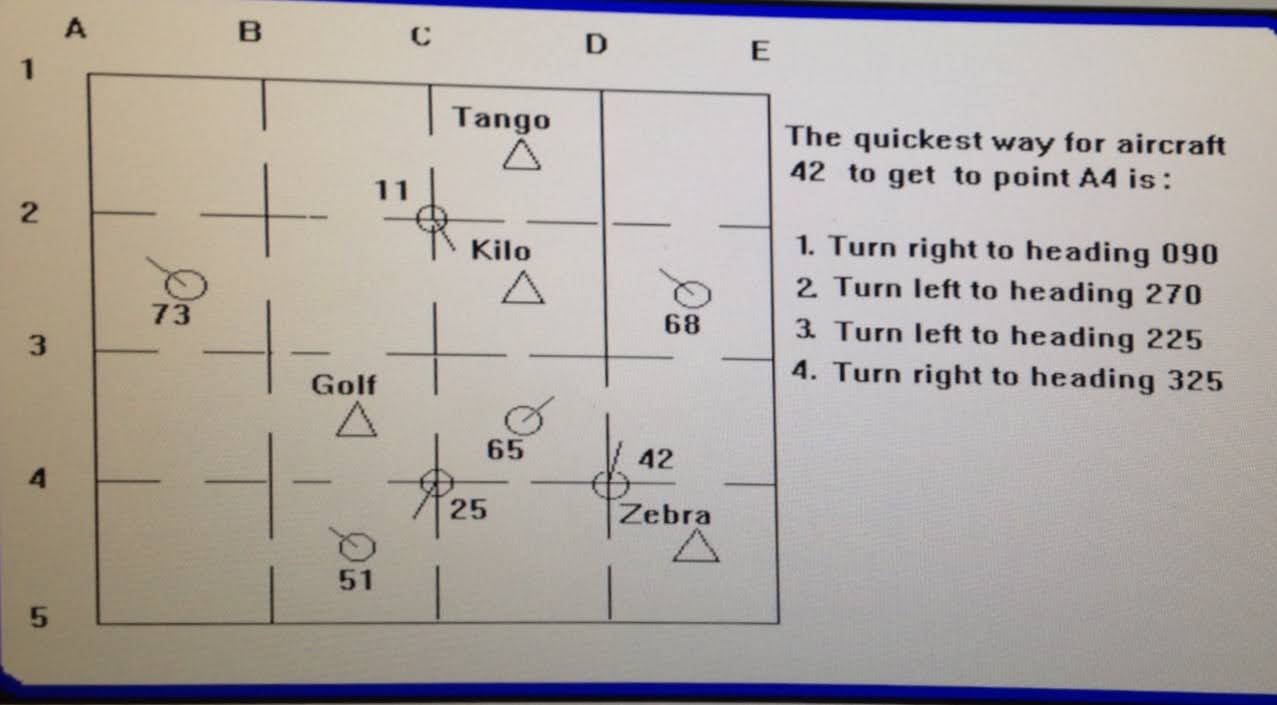 A B C D E
1
Tango
The quickest way for aircraft
42 to get to point A4 is:
11
2
Kilo
1. Turn right to heading 090
2. Turn left to heading 270
3. Turn left to heading 225
4. Turn right to heading 325
73
68
3
Golf
65
42
4
25
Zebra
51
5